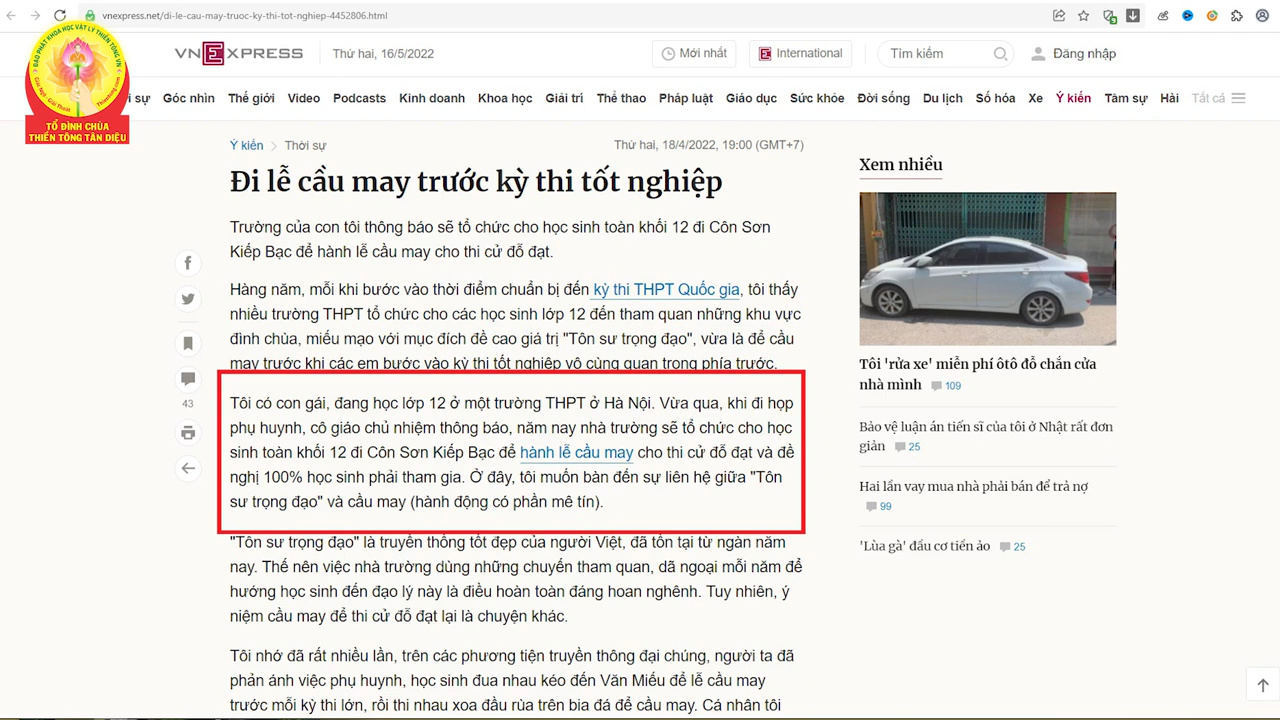 vnexpress.net/di-le-cau-may-truoc-ky-thi-tot-nghiep-4452806.html
ĐẠO PHẬT KHOA HỌC VẬT LÝ THIỀN TÔNG VN
Giác Ngộ - Giải Thoát
Thientong.com
TỔ ĐÌNH CHÙA
THIỀN TÔNG TÂN DIỆU
VNEXPRESS
Thứ hai, 16/5/2022
Mới nhất
E International
Tìm kiếm
Đăng nhập
i sự Góc nhìn Thế giới Video Podcasts Kinh doanh Khoa học Giải trí Thể thao Pháp luật Giáo dục Sức khỏe Đời sống Du lịch Số hóa Xe Ý kiến Tâm sự Hài Tất cả
Ý kiến > Thời sự
Thứ hai, 18/4/2022, 19:00 (GMT+7)
Đi lễ cầu may trước kỳ thi tốt nghiệp
Trường của con tôi thông báo sẽ tổ chức cho học sinh toàn khối 12 đi Côn Sơn
Kiếp Bạc để hành lễ cầu may cho thi cử đỗ đạt.
Hàng năm, mỗi khi bước vào thời điểm chuẩn bị đến kỳ thi THPT Quốc gia, tôi thấy
nhiều trường THPT tổ chức cho các học sinh lớp 12 đến tham quan những khu vực
đình chùa, miếu mạo với mục đích đề cao giá trị "Tôn sư trọng đạo", vừa là để cầu
may trước khi các em bước vào kỳ thi tốt nghiệp vô cùng quan trọng phía trước.
Tôi có con gái, đang học lớp 12 ở một trường THPT ở Hà Nội. Vừa qua, khi đi họp
phụ huynh, cô giáo chủ nhiệm thông báo, năm nay nhà trường sẽ tổ chức cho học
sinh toàn khối 12 đi Côn Sơn Kiếp Bạc để hành lễ cầu may cho thi cử đỗ đạt và đề
nghị 100% học sinh phải tham gia. Ở đây, tôi muốn bàn đến sự liên hệ giữa "Tôn
sư trọng đạo" và cầu may (hành động có phần mê tín).
"Tôn sư trọng đạo" là truyền thống tốt đẹp của người Việt, đã tồn tại từ ngàn năm
nay. Thế nên việc nhà trường dùng những chuyến tham quan, dã ngoại mỗi năm để
hướng học sinh đến đạo lý này là điều hoàn toàn đáng hoan nghênh. Tuy nhiên, ý
niệm cầu may để thi cử đỗ đạt lại là chuyện khác.
Tôi nhớ đã rất nhiều lần, trên các phương tiện truyền thông đại chúng, người ta đã
phản ánh việc phụ huynh, học sinh đua nhau kéo đến Văn Miếu để lễ cầu may
trước mỗi kỳ thi lớn, rồi thi nhau xoa đầu rùa trên bia đá để cầu may. Cá nhân tôi
43
Xem nhiều
Tôi 'rửa xe' miễn phí ôtô đỗ chắn cửa
nhà mình 109
Bảo vệ luận án tiến sĩ của tôi ở Nhật rất đơn
giản 25
Hai lần vay mua nhà phải bán để trả nợ
99
'Lùa gà' đầu cơ tiền ảo 25